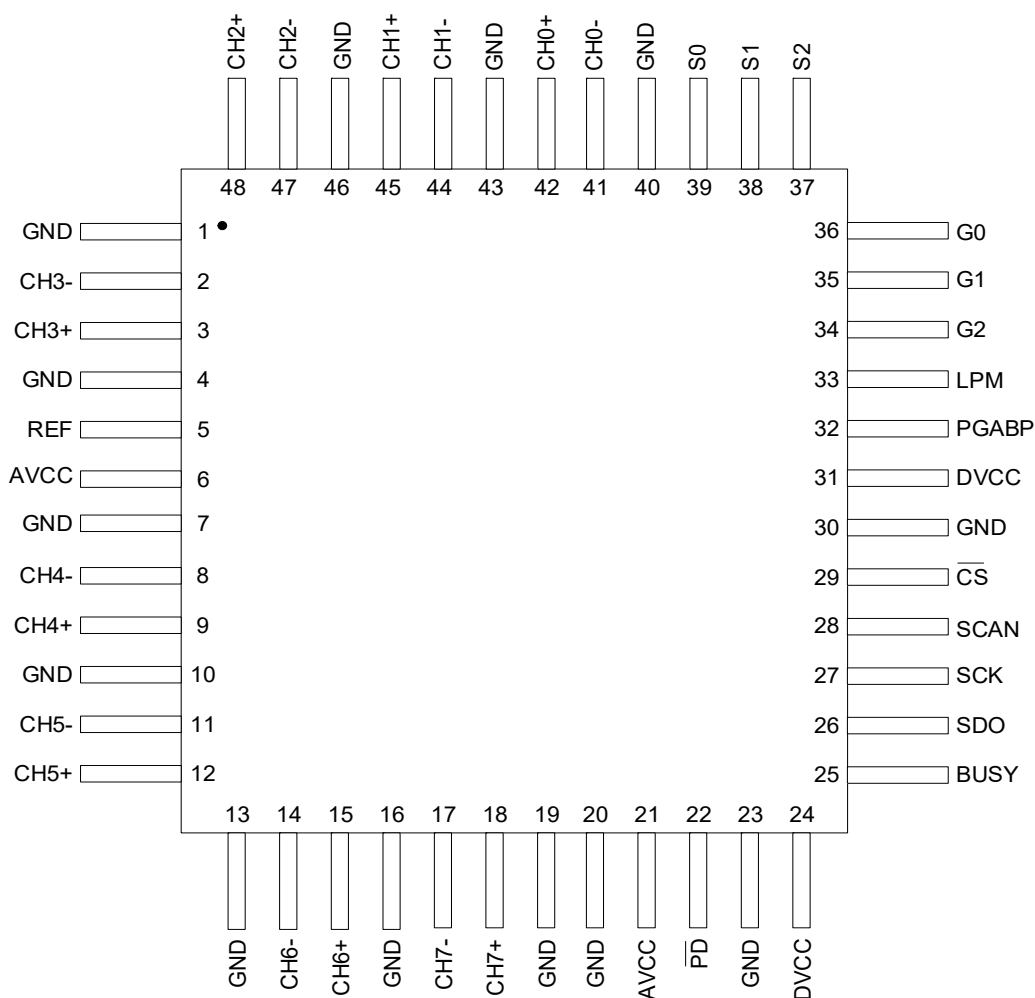 CH2+ CH2- GND CH1+ CH1- GND CH0+ CH0- GND S0 S1 S2
48 47 46 45 44 43 42 41 40 39 38 37
GND 1 36 G0
CH3- 2 35 G1
CH3+ 3 34 G2
GND 4 33 LPM
REF 5 32 PGABP
AVCC 6 31 DVCC
GND 7 30 GND
CH4- 8 29 C̅S̅
CH4+ 9 28 SCAN
GND 10 27 SCK
CH5- 11 26 SDO
CH5+ 12 25 BUSY
13 14 15 16 17 18 19 20 21 22 23 24
GND CH6- CH6+ GND CH7- CH7+ GND GND AVCC P̅D̅ GND DVCC